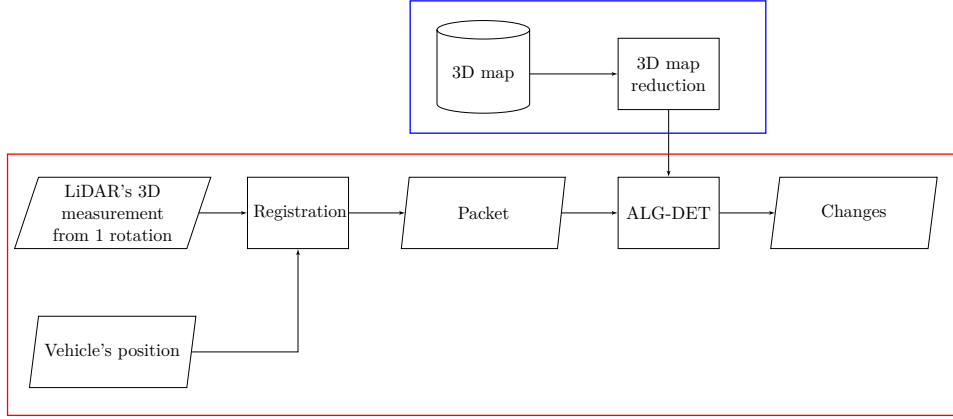 3D map
3D map
reduction
LiDAR's 3D
measurement
from 1 rotation
Registration
Packet
ALG-DET
Changes
Vehicle's position